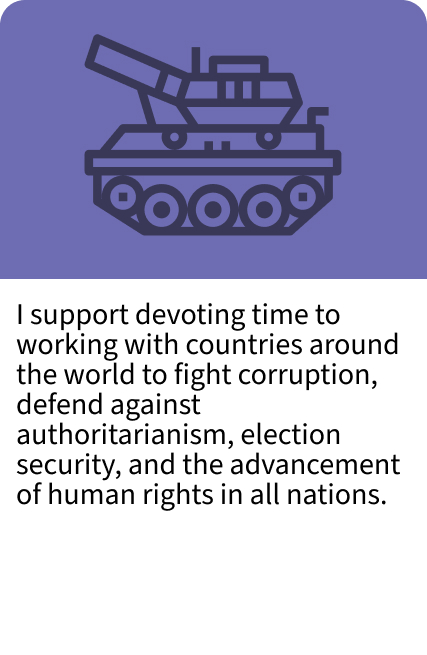 I support devoting time to
working with countries around
the world to fight corruption,
defend against
authoritarianism, election
security, and the advancement
of human rights in all nations.